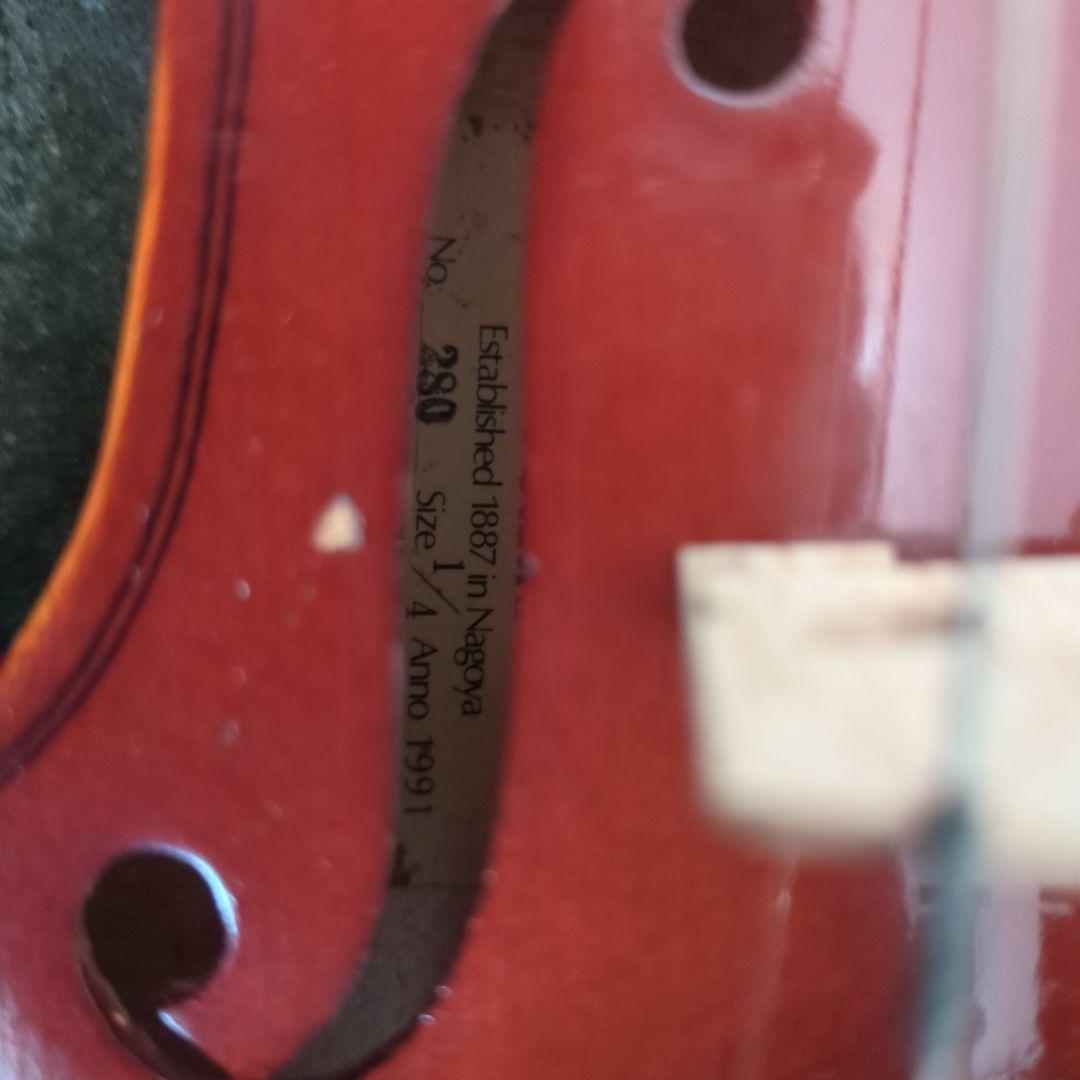 Established 1887 in Nagoya
No. 280 Size, 1/4 Anno 1991